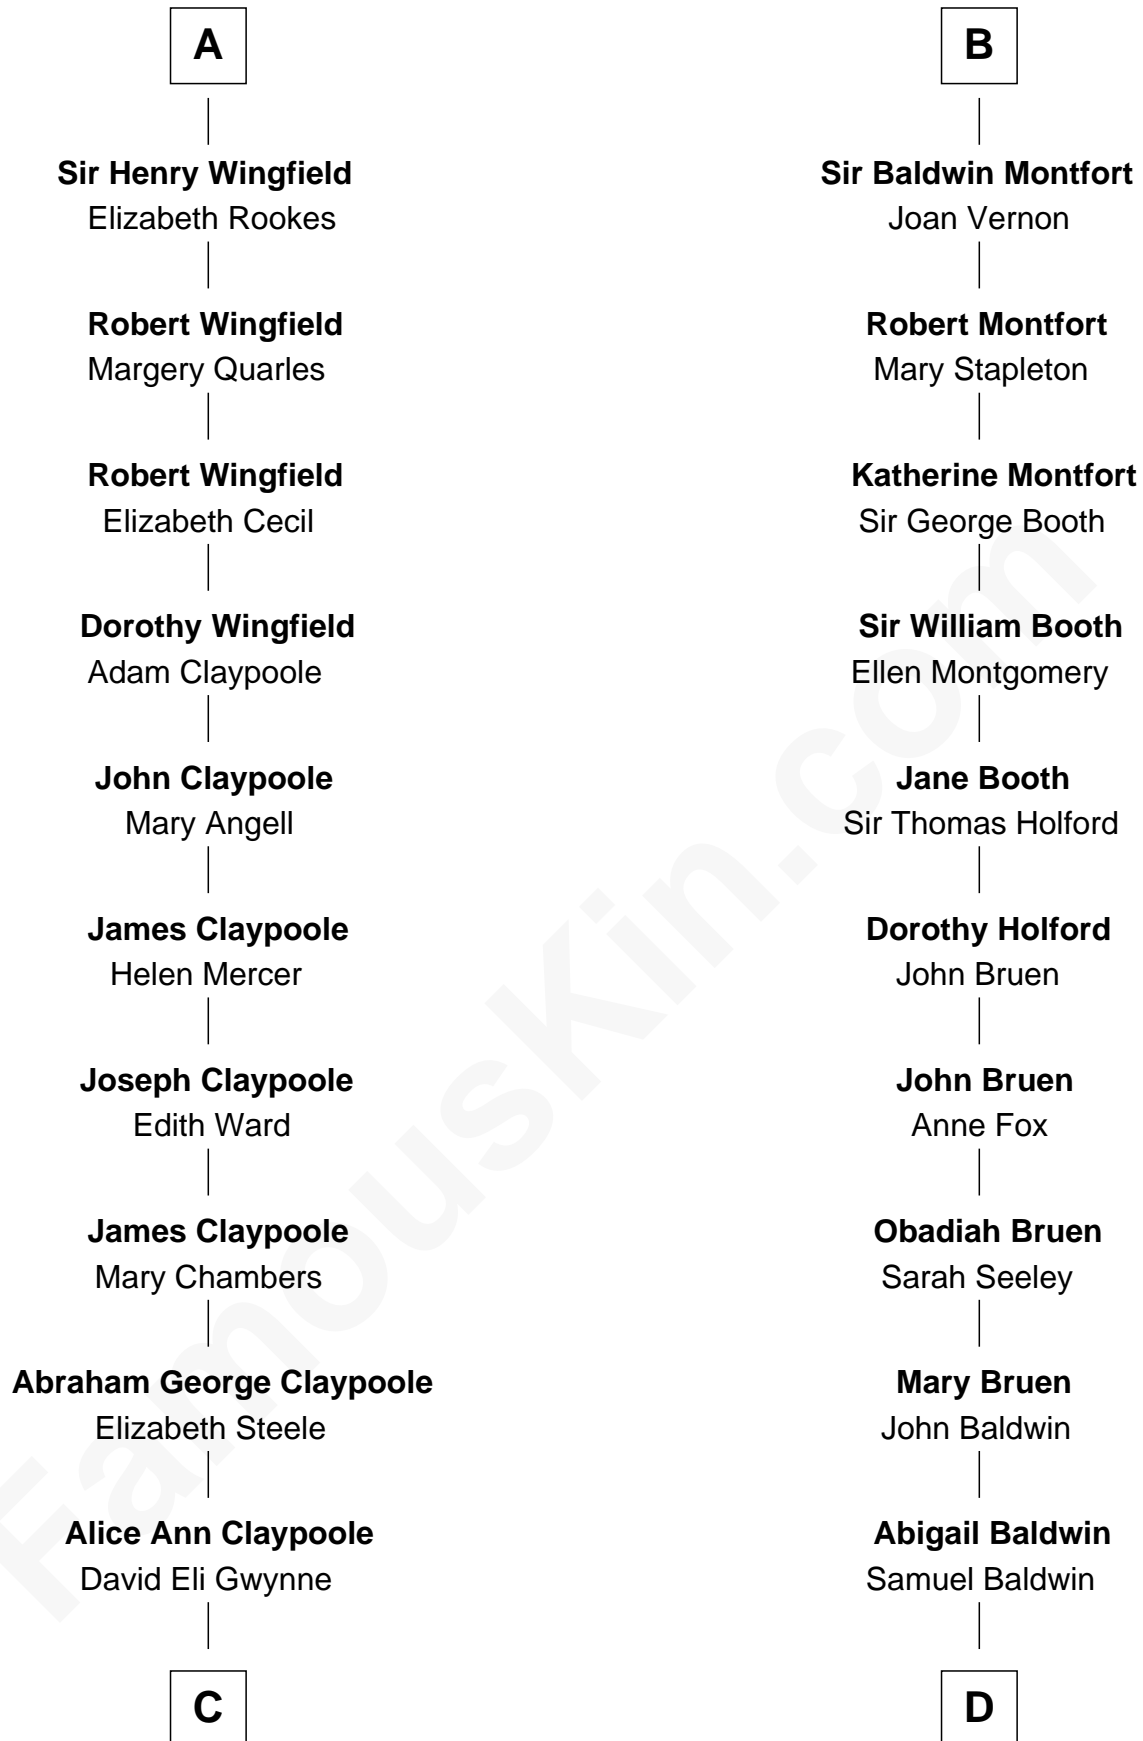 A
Sir Henry Wingfield
Elizabeth Rookes
Robert Wingfield
Margery Quarles
Robert Wingfield
Elizabeth Cecil
Dorothy Wingfield
Adam Claypoole
John Claypoole
Mary Angell
James Claypoole
Helen Mercer
Joseph Claypoole
Edith Ward
James Claypoole
Mary Chambers
Abraham George Claypoole
Elizabeth Steele
Alice Ann Claypoole
David Eli Gwynne
C
B
Sir Baldwin Montfort
Joan Vernon
Robert Montfort
Mary Stapleton
Katherine Montfort
Sir George Booth
Sir William Booth
Ellen Montgomery
Jane Booth
Sir Thomas Holford
Dorothy Holford
John Bruen
John Bruen
Anne Fox
Obadiah Bruen
Sarah Seeley
Mary Bruen
John Baldwin
Abigail Baldwin
Samuel Baldwin
D
FamousKin.com